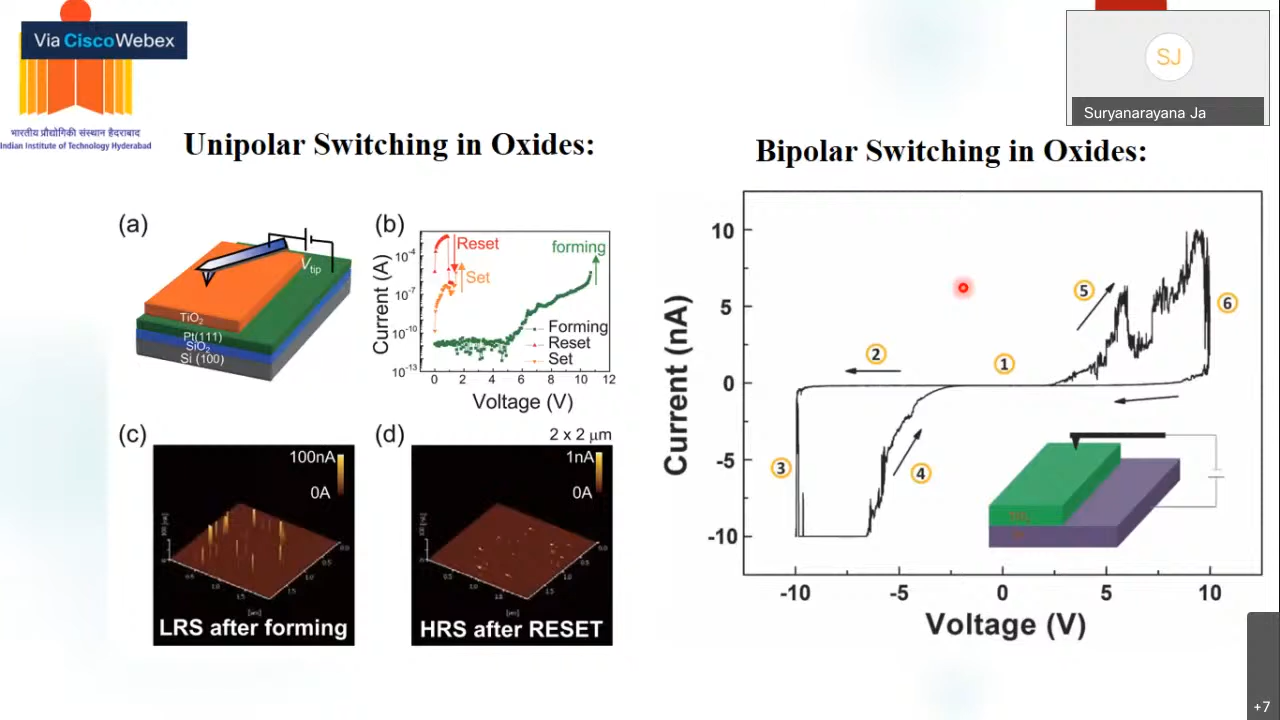 Via CiscoWebex
भारतीय प्रौद्योगिकी संस्थान हैदराबाद
Indian Institute of Technology Hyderabad
SJ
Suryanarayana Ja
Unipolar Switching in Oxides:
(a)
Vtip
TiO2
Pt(111)
SiO2
Si (100)
(b)
Current (A)
10-4
10-7
10-10
10-13
Reset
Set
forming
Forming
Reset
Set
0 2 4 6 8 10 12
Voltage (V)
(c)
100nA
0A
LRS after forming
(d)
2 x 2 μm
1nA
0A
HRS after RESET
Bipolar Switching in Oxides:
Current (nA)
10
5
0
-5
-10
1
2
3
4
5
6
-10 -5 0 5 10
Voltage (V)
+7